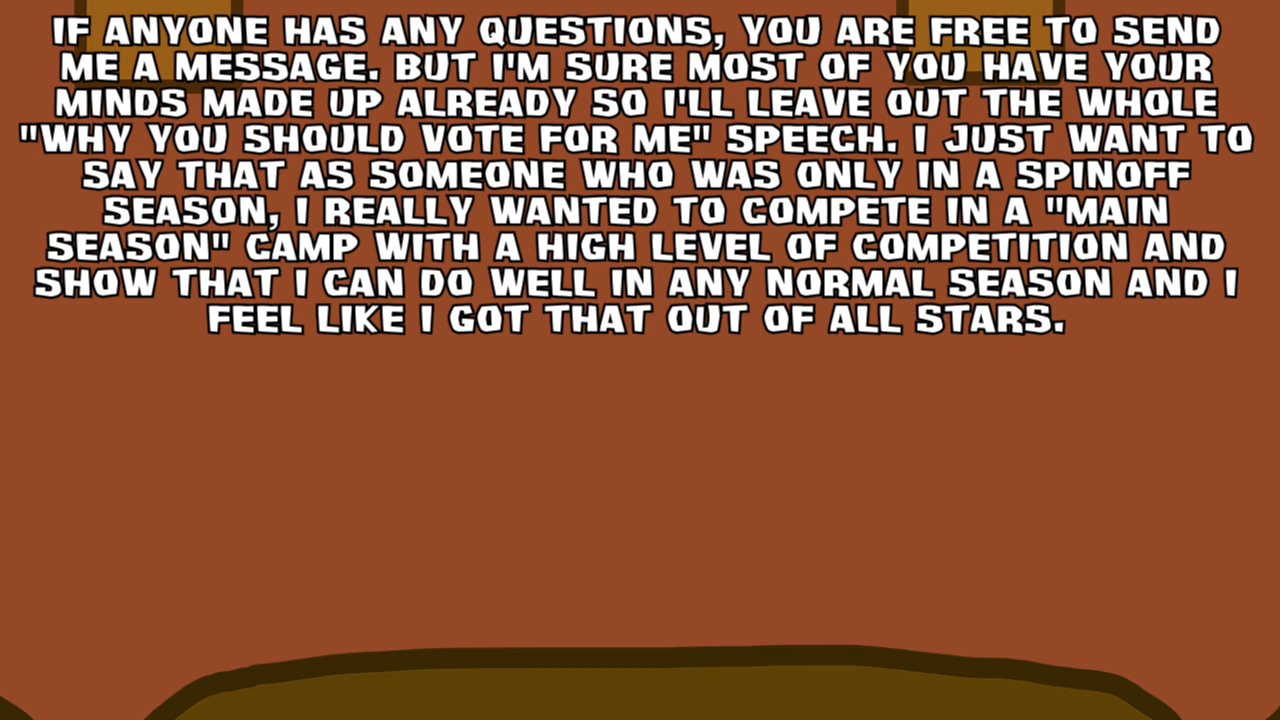 IF ANYONE HAS ANY QUESTIONS, YOU ARE FREE TO SEND
ME A MESSAGE. BUT I'M SURE MOST OF YOU HAVE YOUR
MINDS MADE UP ALREADY SO I'LL LEAVE OUT THE WHOLE
"WHY YOU SHOULD VOTE FOR ME" SPEECH. I JUST WANT TO
SAY THAT AS SOMEONE WHO WAS ONLY IN A SPINOFF
SEASON, I REALLY WANTED TO COMPETE IN A "MAIN
SEASON" CAMP WITH A HIGH LEVEL OF COMPETITION AND
SHOW THAT I CAN DO WELL IN ANY NORMAL SEASON AND I
FEEL LIKE I GOT THAT OUT OF ALL STARS.